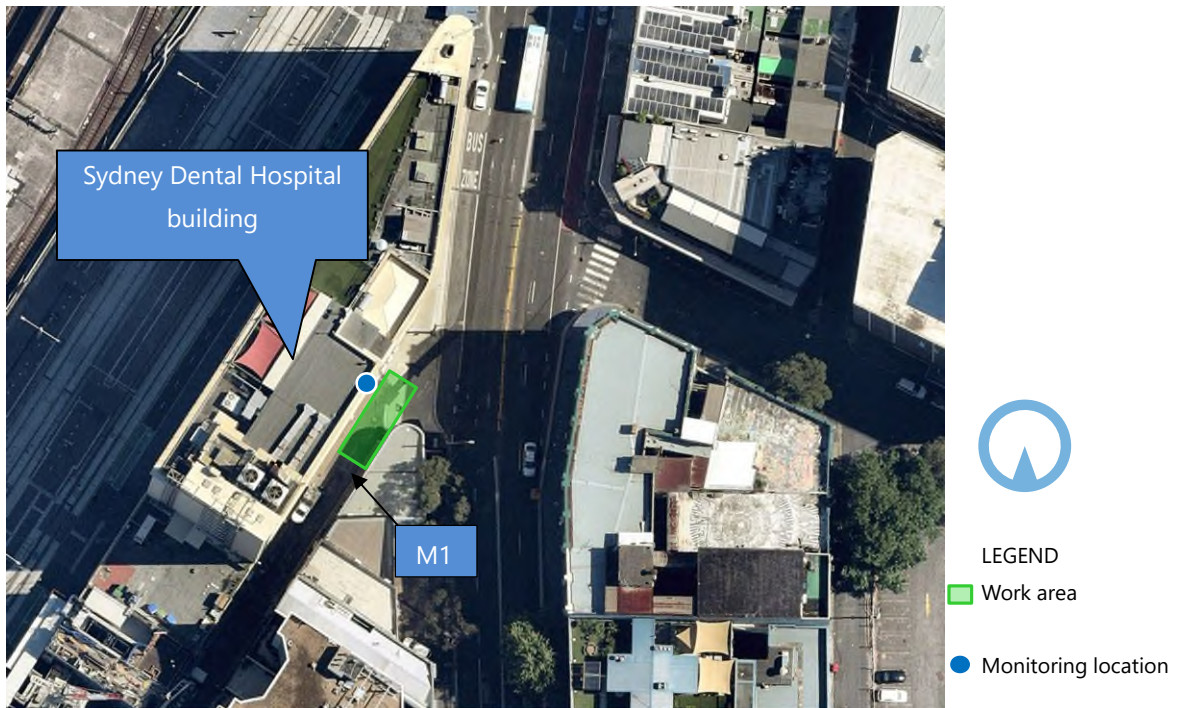 Sydney Dental Hospital
building
BUS
ZONE
M1
LEGEND
Work area
Monitoring location